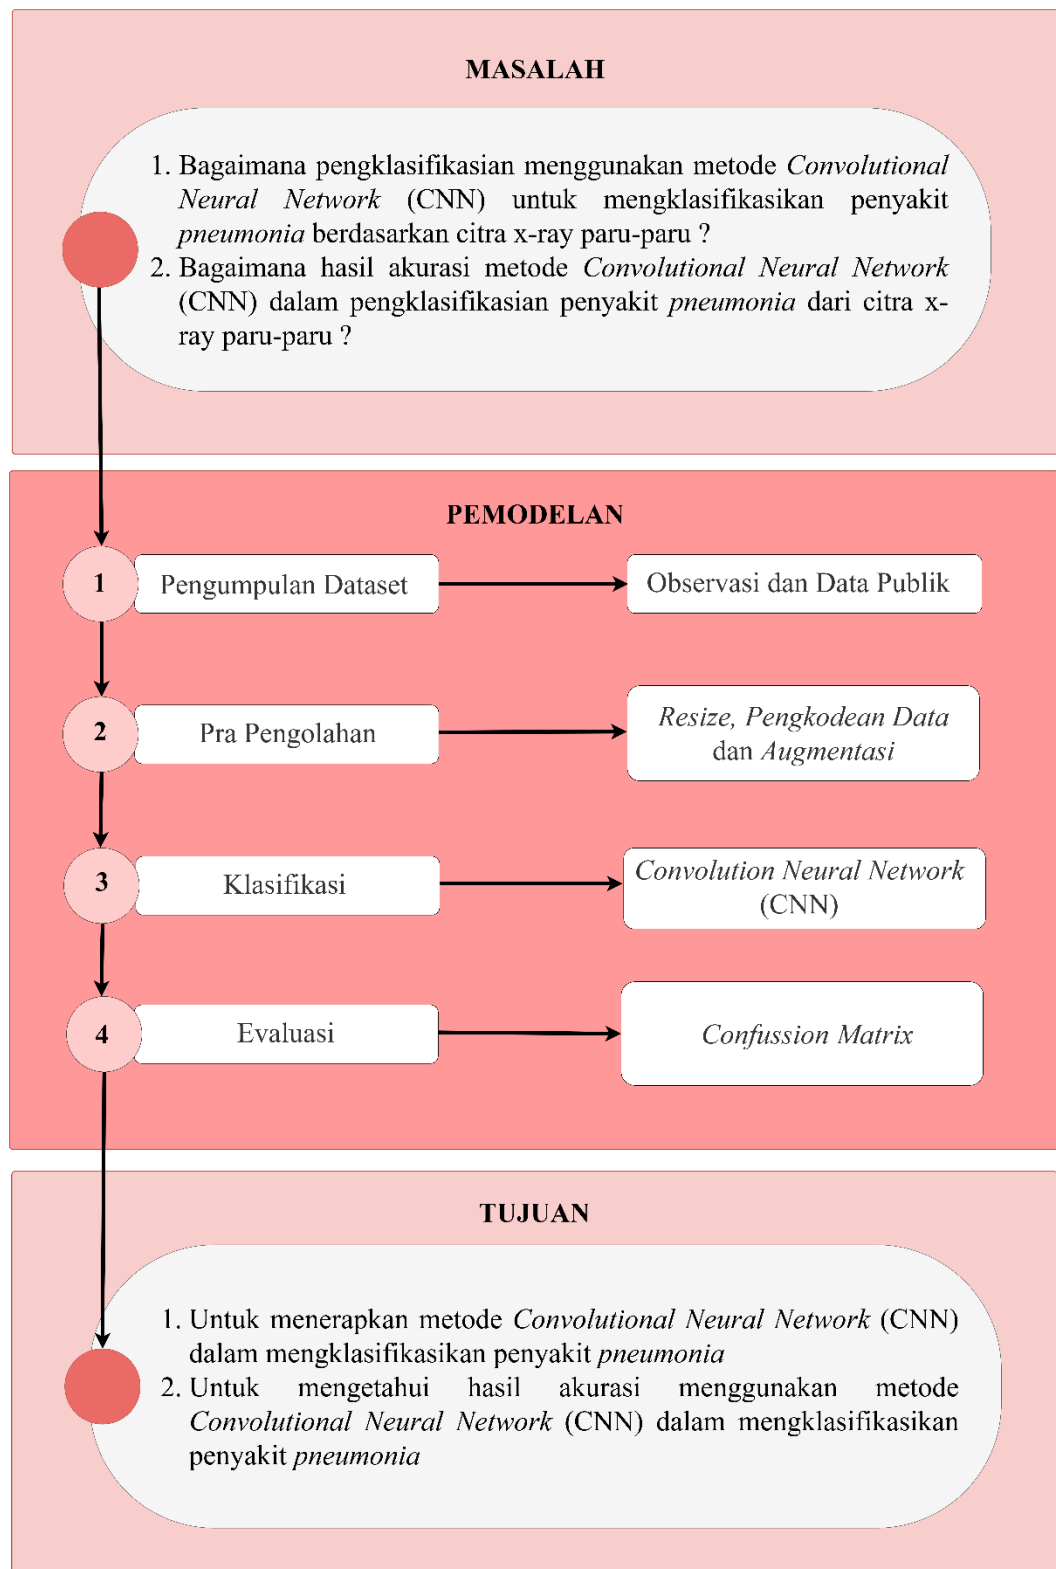 MASALAH
1. Bagaimana pengklasifikasian menggunakan metode Convolutional
Neural Network (CNN) untuk mengklasifikasikan penyakit
pneumonia berdasarkan citra x-ray paru-paru ?
2. Bagaimana hasil akurasi metode Convolutional Neural Network
(CNN) dalam pengklasifikasian penyakit pneumonia dari citra x-
ray paru-paru ?
PEMODELAN
1 Pengumpulan Dataset
Observasi dan Data Publik
2 Pra Pengolahan
Resize, Pengkodean Data
dan Augmentasi
3 Klasifikasi
Convolution Neural Network
(CNN)
4 Evaluasi
Confussion Matrix
TUJUAN
1. Untuk menerapkan metode Convolutional Neural Network (CNN)
dalam mengklasifikasikan penyakit pneumonia
2. Untuk mengetahui hasil akurasi menggunakan metode
Convolutional Neural Network (CNN) dalam mengklasifikasikan
penyakit pneumonia